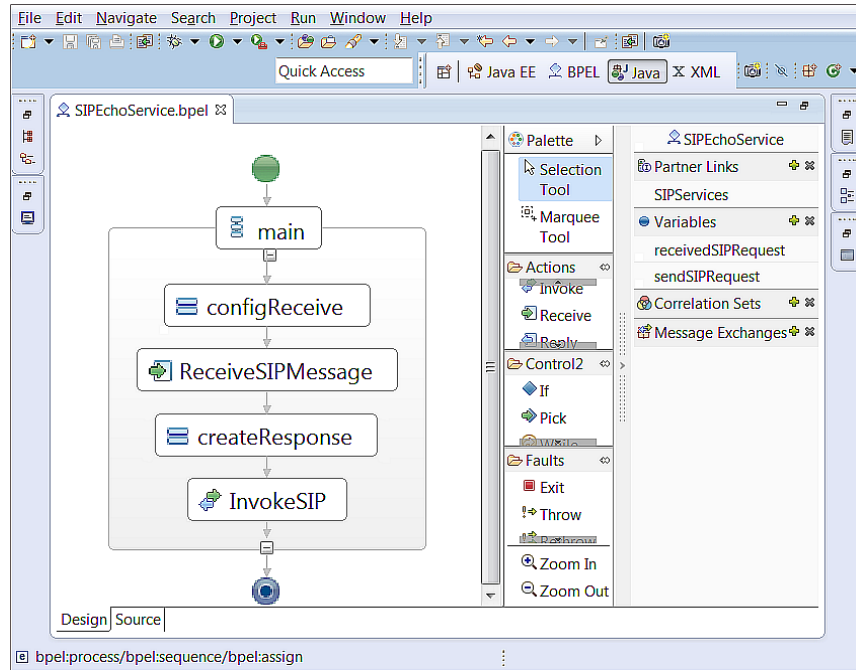 File Edit Navigate Search Project Run Window Help
Quick Access
Java EE BPEL Java XML
SIPEchoService.bpel
main
configReceive
ReceiveSIPMessage
createResponse
InvokeSIP
Palette
Selection
Tool
Marquee
Tool
Actions
Invoke
Receive
Reply
Control2
If
Pick
While
Faults
Exit
Throw
Rethrow
Zoom In
Zoom Out
SIPEchoService
Partner Links
SIPServices
Variables
receivedSIPRequest
sendSIPRequest
Correlation Sets
Message Exchanges
Design Source
bpel:process/bpel:sequence/bpel:assign